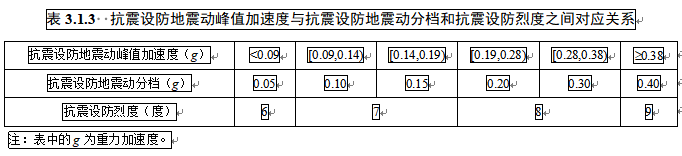 表 3.1.3 抗震设防地震动峰值加速度与抗震设防地震动分档和抗震设防烈度之间对应关系
抗震设防地震动峰值加速度（g） <0.09 [0.09,0.14) [0.14,0.19) [0.19,0.28) [0.28,0.38) ≥0.38
抗震设防地震动分档（g） 0.05 0.10 0.15 0.20 0.30 0.40
抗震设防烈度（度） 6 7 8 9
注：表中的 g 为重力加速度。